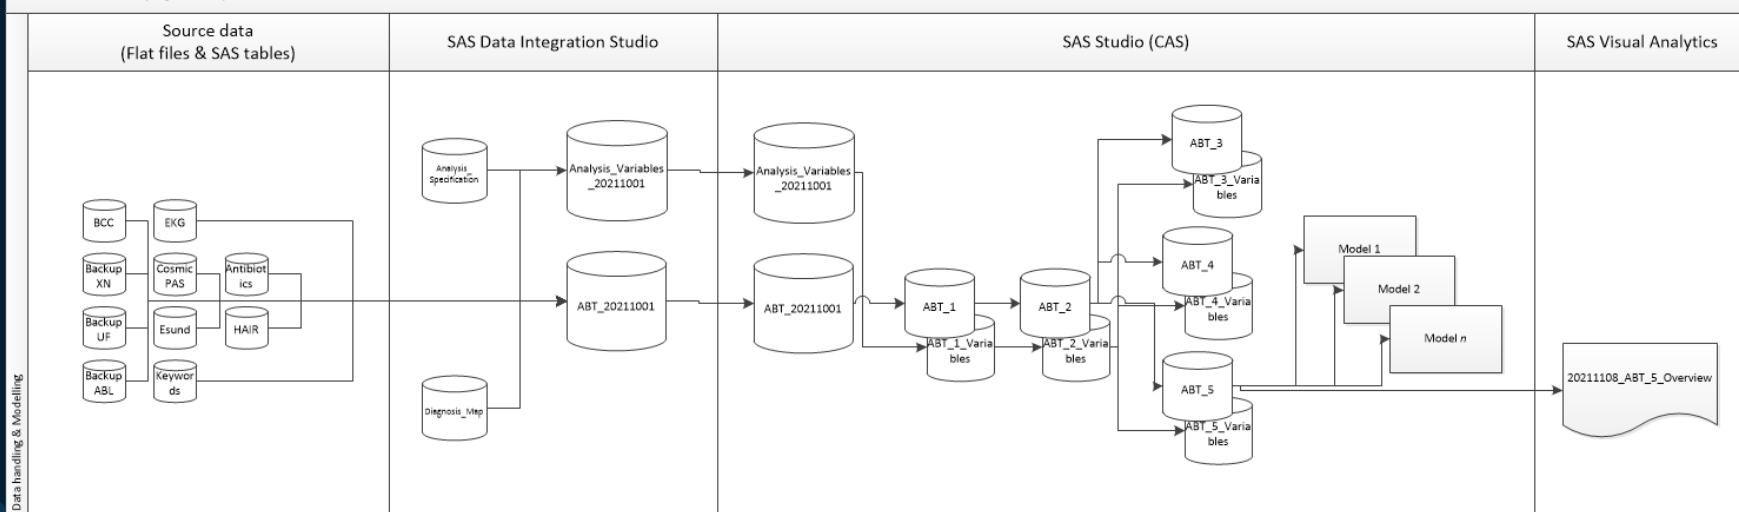 Source data
(Flat files & SAS tables)
SAS Data Integration Studio
SAS Studio (CAS)
SAS Visual Analytics
Data handling & Modelling
BCC
EKG
Backup
XN
Cosmic
PAS
Antibiot
ics
Backup
UF
Esund
HAIR
Backup
ABL
Keywor
ds
Analysis_
Specification
Analysis_Variables
_20211001
ABT_20211001
Diagnosis_Map
Analysis_Variables
_20211001
ABT_20211001
ABT_1
ABT_1_Varia
bles
ABT_2
ABT_2_Varia
bles
ABT_3
ABT_3_Varia
bles
ABT_4
ABT_4_Varia
bles
ABT_5
ABT_5_Varia
bles
Model 1
Model 2
Model n
20211108_ABT_5_Overview